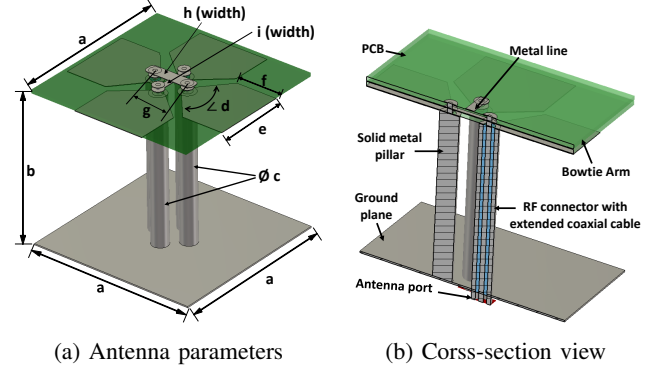 h (width)
i (width)
a
f
g
∠ d
e
b
Ø c
a
a
(a) Antenna parameters
PCB
Metal line
Solid metal
pillar
Bowtie Arm
Ground
plane
RF connector with
extended coaxial cable
Antenna port
(b) Corss-section view